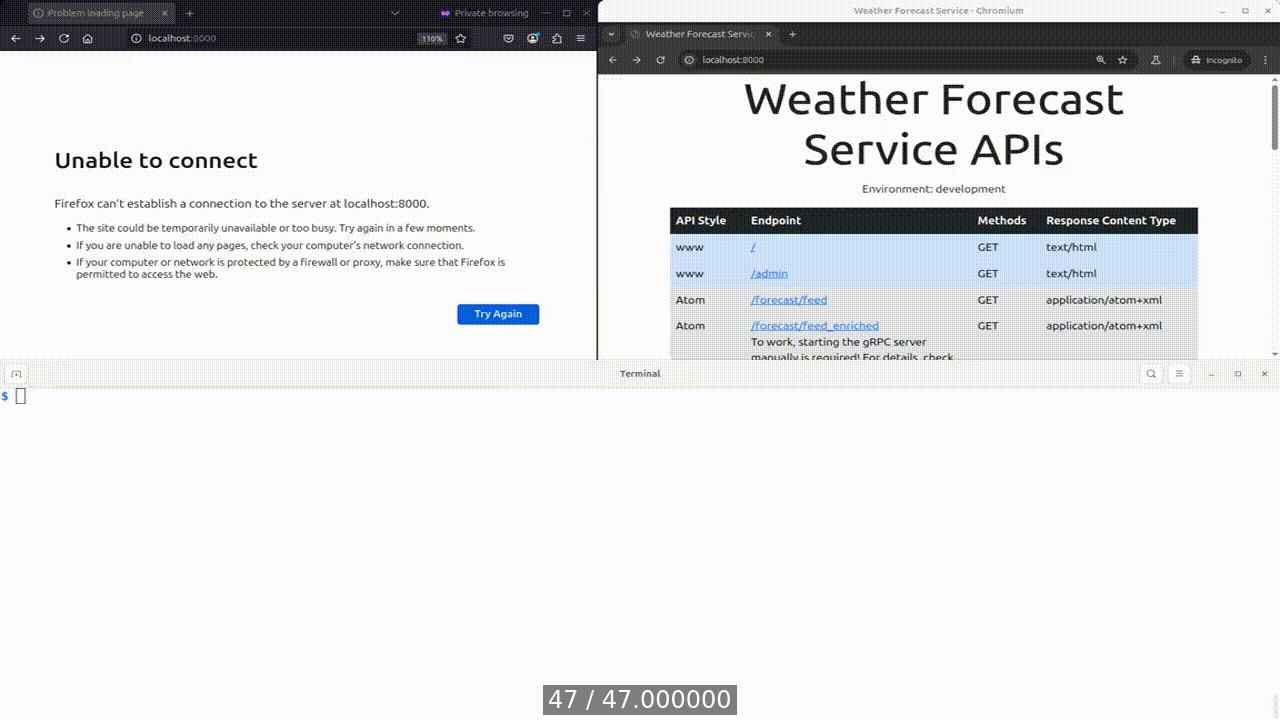 Problem loading page
Private browsing
localhost:8000
110%
Unable to connect
Firefox can't establish a connection to the server at localhost:8000.
The site could be temporarily unavailable or too busy. Try again in a few moments.
If you are unable to load any pages, check your computer's network connection.
If your computer or network is protected by a firewall or proxy, make sure that Firefox is
permitted to access the web.
Try Again
Weather Forecast Service - Chromium
Weather Forecast Servic
localhost:8000
Incognito
Weather Forecast
Service APIs
Environment: development
API Style Endpoint Methods Response Content Type
www / GET text/html
www /admin GET text/html
Atom /forecast/feed GET application/atom+xml
Atom /forecast/feed_enriched GET application/atom+xml
To work, starting the gRPC server
manually is required! For details, check
Terminal
$
47 / 47.000000